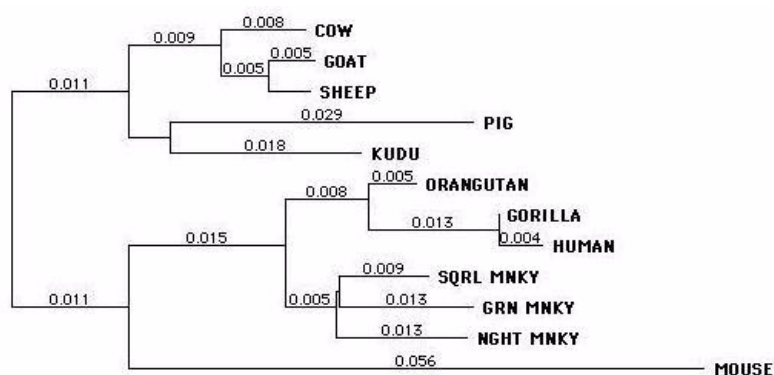 0.008
COW
0.009
0.005
GOAT
0.005
0.011
SHEEP
0.029
PIG
0.018
KUDU
0.005
ORANGUTAN
0.008
GORILLA
0.013
0.004
HUMAN
0.015
0.009
SQRL MNKY
0.011
0.005
0.013
GRN MNKY
0.013
NGHT MNKY
0.056
MOUSE